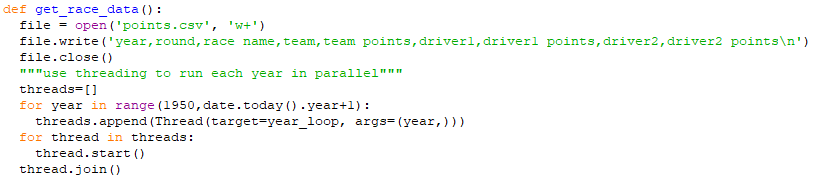 def get_race_data():
  file = open('points.csv', 'w+')
  file.write('year,round,race name,team,team points,driver1,driver1 points,driver2,driver2 points\n')
  file.close()
  """use threading to run each year in parallel"""
  threads=[]
  for year in range(1950,date.today().year+1):
    threads.append(Thread(target=year_loop, args=(year,)))
  for thread in threads:
    thread.start()
  thread.join()